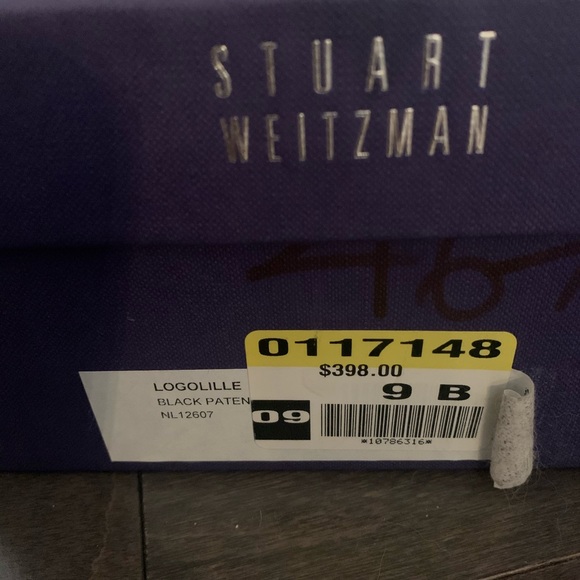 STUART
WEITZMAN
0117148
$398.00
9 B
LOGOLILLE
BLACK PATEN
NL12607
09
*10786316*